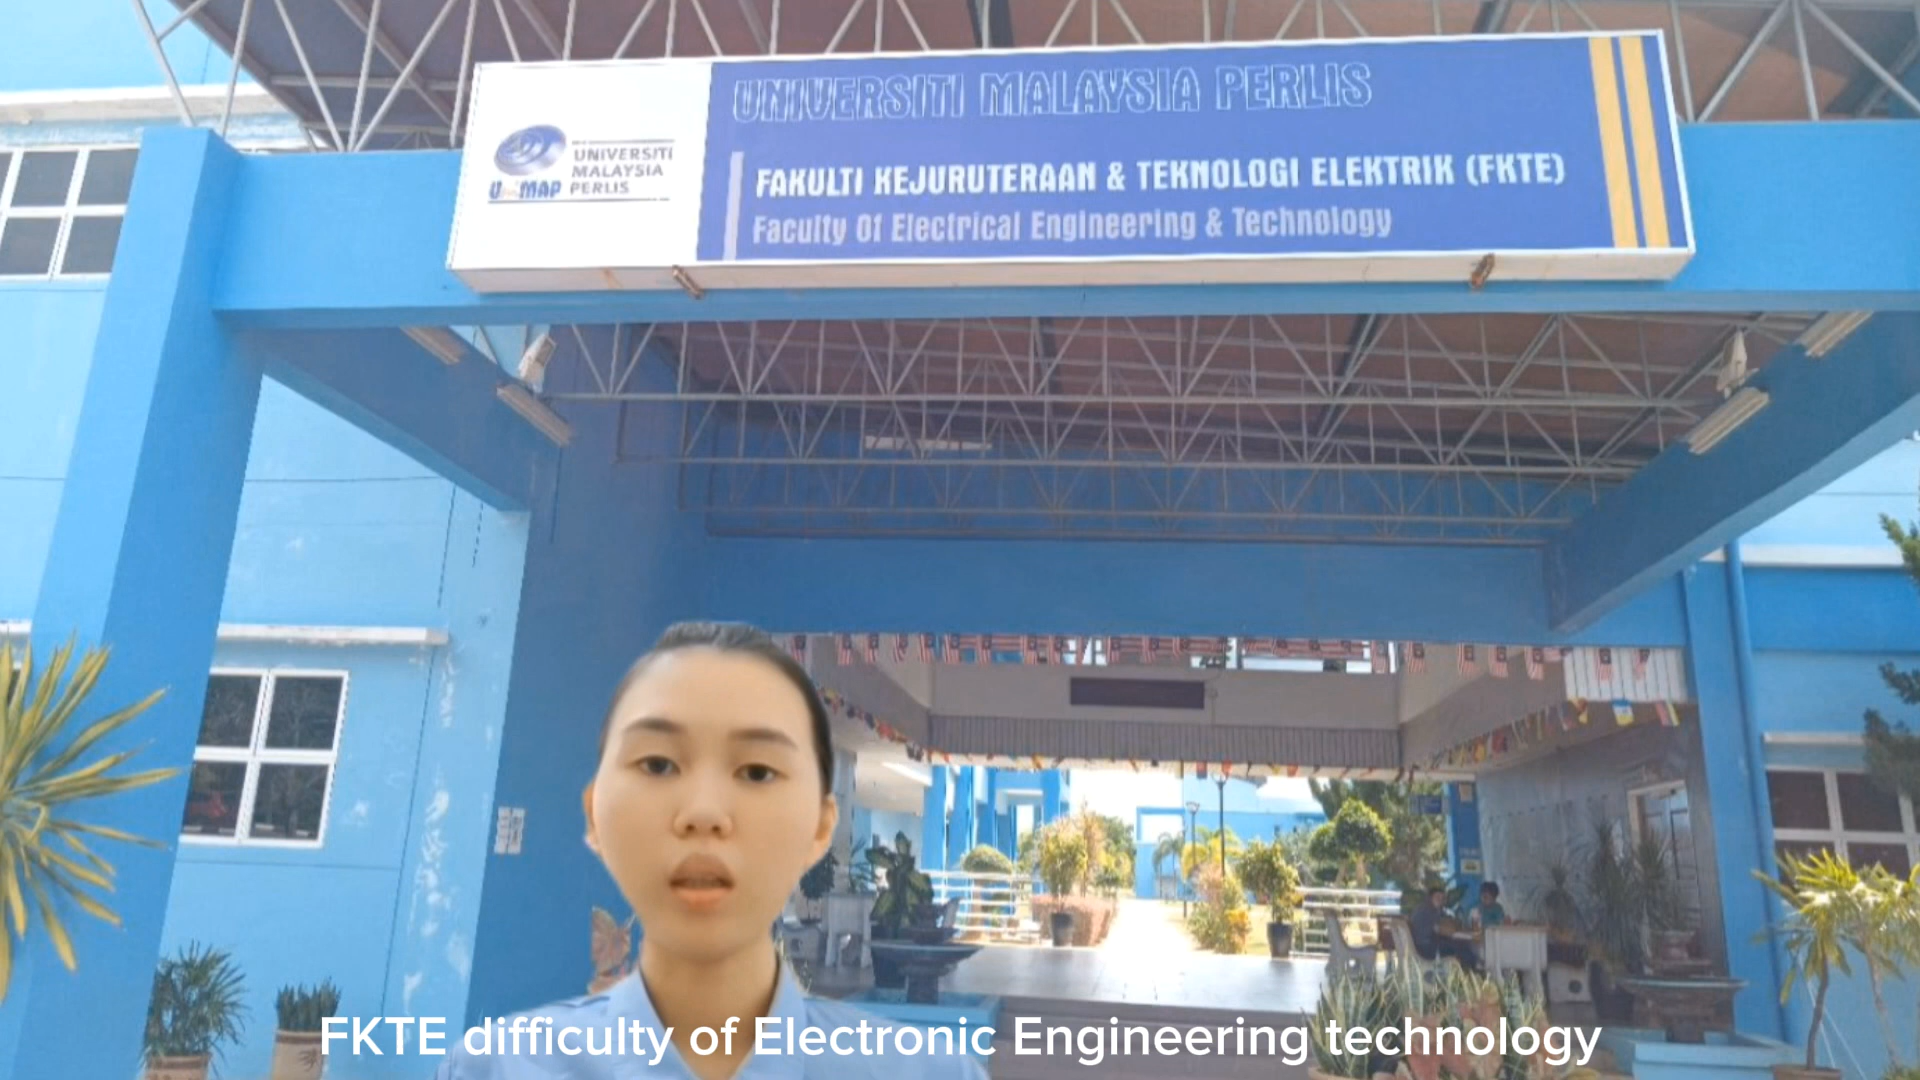 UNIVERSITI MALAYSIA PERLIS
UNIVERSITI
MALAYSIA
PERLIS
UniMAP
FAKULTI KEJURUTERAAN & TEKNOLOGI ELEKTRIK (FKTE)
Faculty Of Electrical Engineering & Technology
FKTE difficulty of Electronic Engineering technology